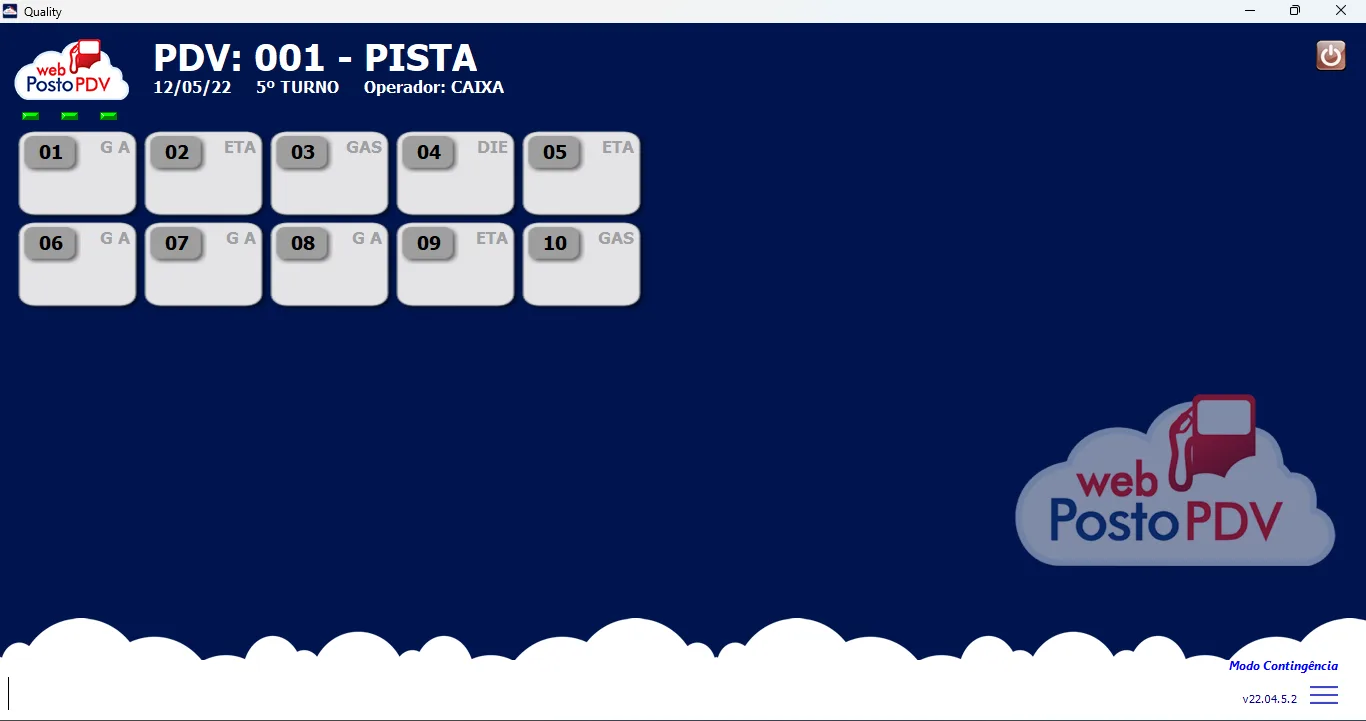 Quality
web
PostoPDV
PDV: 001 - PISTA
12/05/22 5º TURNO Operador: CAIXA
01 G A 02 ETA 03 GAS 04 DIE 05 ETA
06 G A 07 G A 08 G A 09 ETA 10 GAS
web
PostoPDV
Modo Contingência
v22.04.5.2